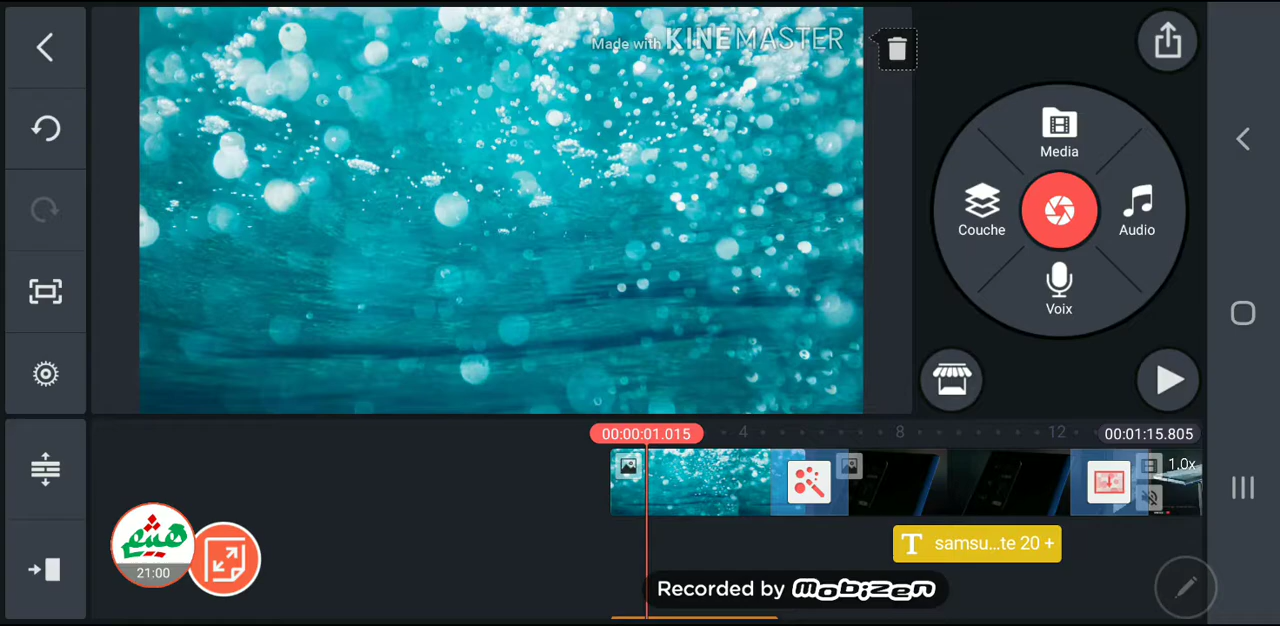 Made with KINEMASTER
Media
Couche
Audio
Voix
00:00:01.015
4
8
12
00:01:15.805
1.0x
T samsu...te 20 +
21:00
Recorded by mobizen